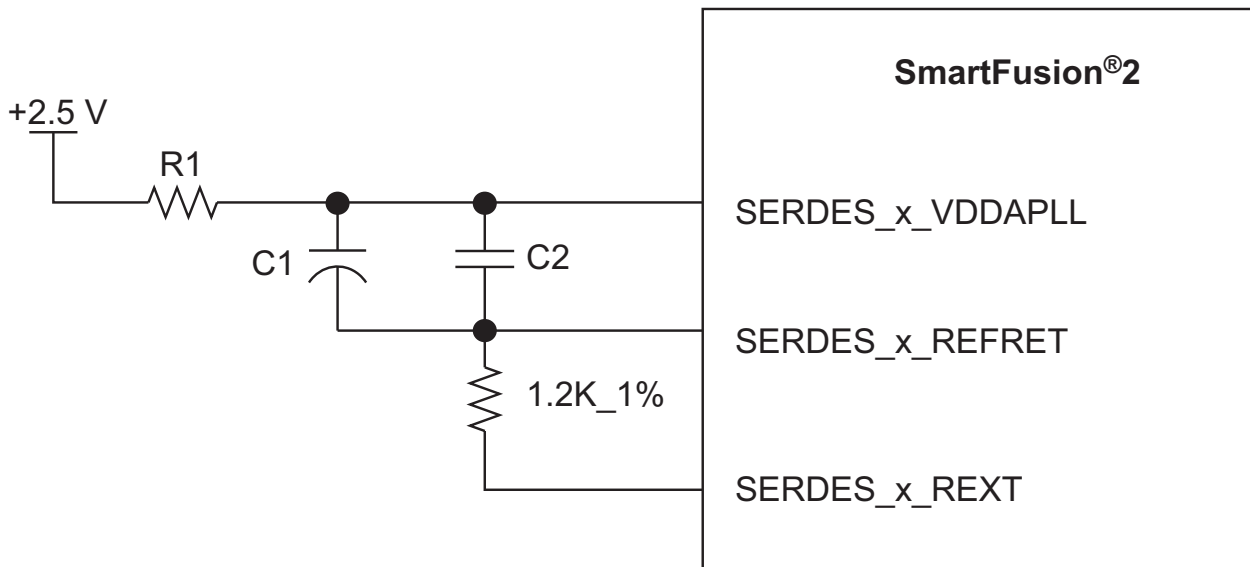 SmartFusion®2
+2.5 V
R1
SERDES_x_VDDAPLL
C1
C2
SERDES_x_REFRET
1.2K_1%
SERDES_x_REXT